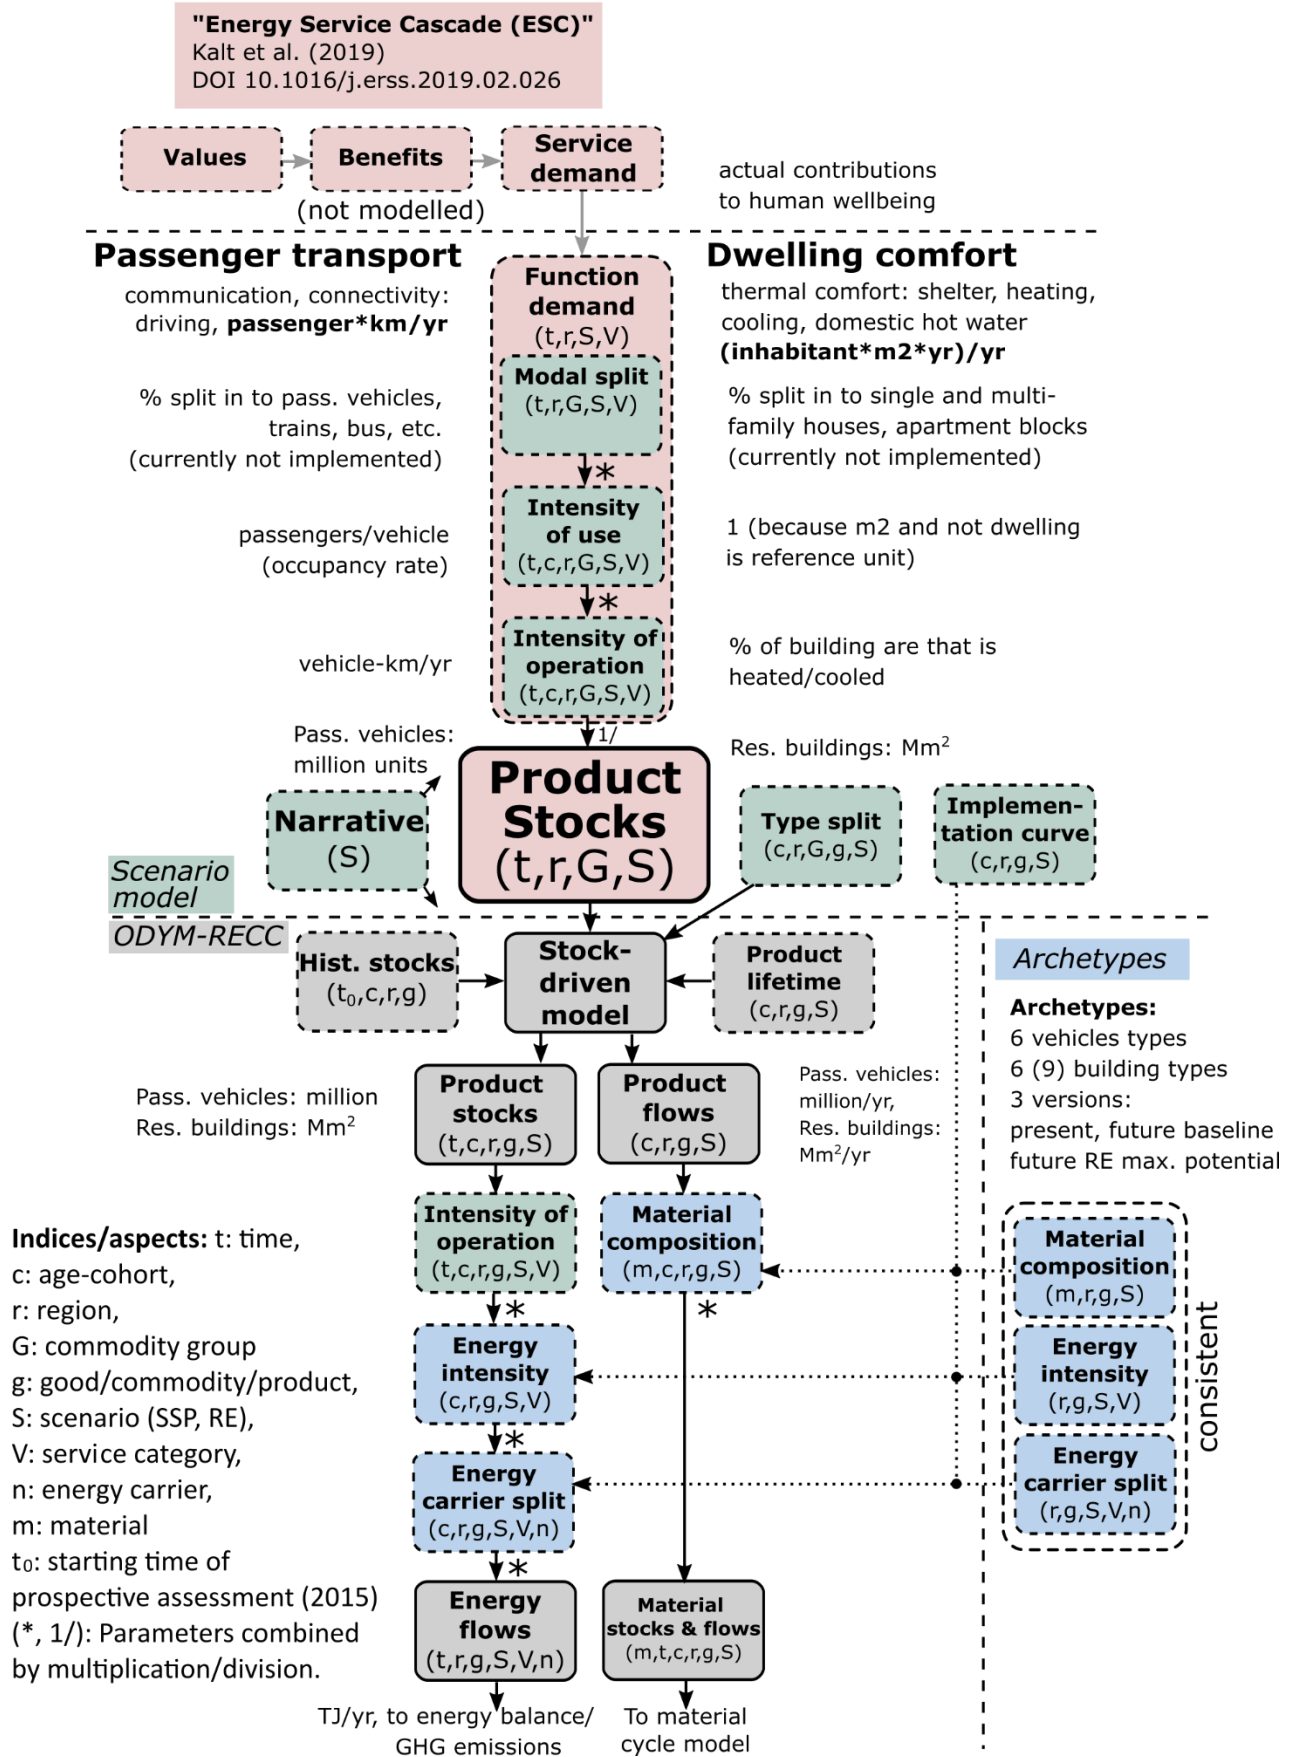 "Energy Service Cascade (ESC)"
Kalt et al. (2019)
DOI 10.1016/j.erss.2019.02.026
Values
Benefits
Service
demand
(not modelled)
actual contributions
to human wellbeing
Passenger transport
communication, connectivity:
driving, passenger*km/yr
Function
demand
(t,r,S,V)
Dwelling comfort
thermal comfort: shelter, heating,
cooling, domestic hot water
(inhabitant*m2*yr)/yr
% split in to pass. vehicles,
trains, bus, etc.
(currently not implemented)
Modal split
(t,r,G,S,V)
% split in to single and multi-
family houses, apartment blocks
(currently not implemented)
*
passengers/vehicle
(occupancy rate)
Intensity
of use
(t,c,r,G,S,V)
1 (because m2 and not dwelling
is reference unit)
*
vehicle-km/yr
Intensity of
operation
(t,c,r,G,S,V)
% of building are that is
heated/cooled
1/
Pass. vehicles:
million units
Res. buildings: Mm²
Narrative
(S)
Product
Stocks
(t,r,G,S)
Type split
(c,r,G,g,S)
Implemen-
tation curve
(c,r,g,S)
Scenario
model
ODYM-RECC
Hist. stocks
(t₀,c,r,g)
Stock-
driven
model
Product
lifetime
(c,r,g,S)
Archetypes
Archetypes:
6 vehicles types
6 (9) building types
3 versions:
present, future baseline
future RE max. potential
Pass. vehicles: million
Res. buildings: Mm²
Product
stocks
(t,c,r,g,S)
Product
flows
(c,r,g,S)
Pass. vehicles:
million/yr,
Res. buildings:
Mm²/yr
Intensity of
operation
(t,c,r,g,S,V)
Material
composition
(m,c,r,g,S)
Material
composition
(m,r,g,S)
*
*
Energy
intensity
(c,r,g,S,V)
Energy
intensity
(r,g,S,V)
consistent
*
Energy
carrier split
(c,r,g,S,V,n)
Energy
carrier split
(r,g,S,V,n)
*
Energy
flows
(t,r,g,S,V,n)
Material
stocks & flows
(m,t,c,r,g,S)
TJ/yr, to energy balance/
GHG emissions
To material
cycle model
Indices/aspects: t: time,
c: age-cohort,
r: region,
G: commodity group
g: good/commodity/product,
S: scenario (SSP, RE),
V: service category,
n: energy carrier,
m: material
t₀: starting time of
prospective assessment (2015)
(*, 1/): Parameters combined
by multiplication/division.